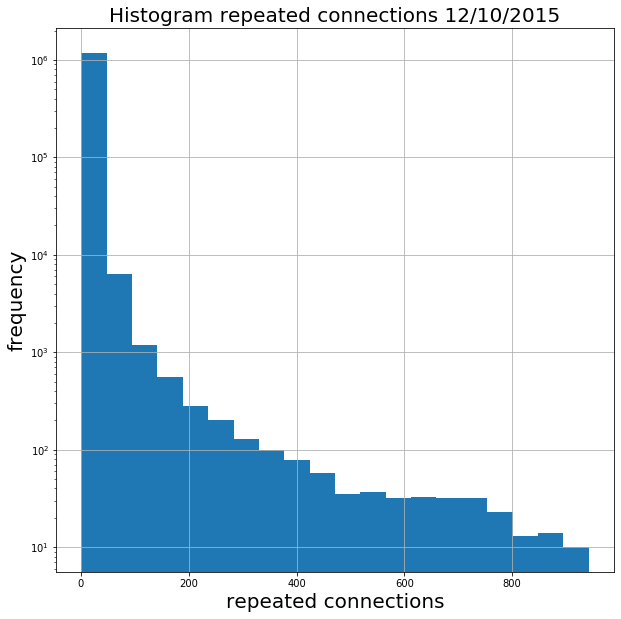 Histogram repeated connections 12/10/2015
10⁶
10⁵
10⁴
10³
10²
10¹
frequency
0 200 400 600 800
repeated connections